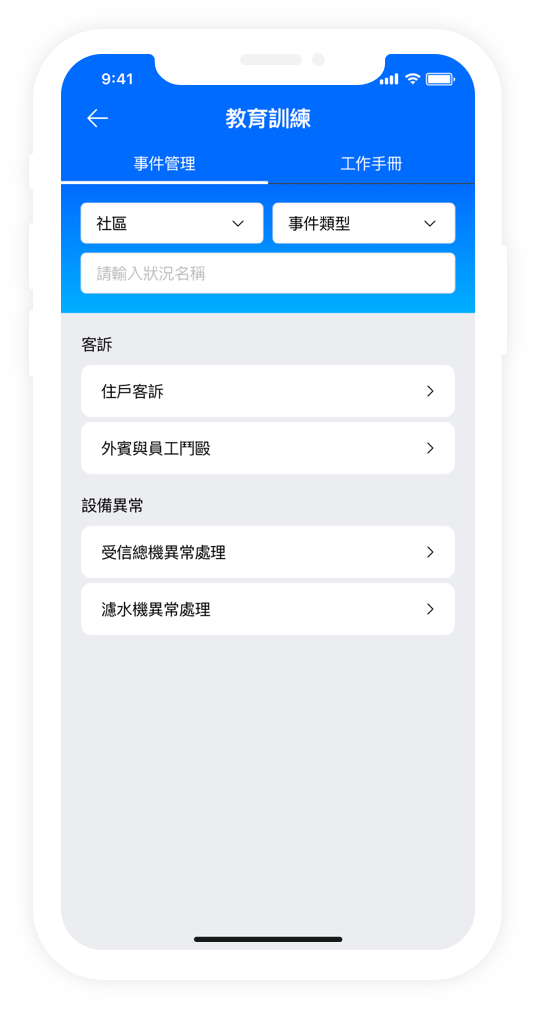 9:41
教育訓練
事件管理 工作手冊
社區 事件類型
請輸入狀況名稱
客訴
住戶客訴
外賓與員工鬥毆
設備異常
受信總機異常處理
濾水機異常處理